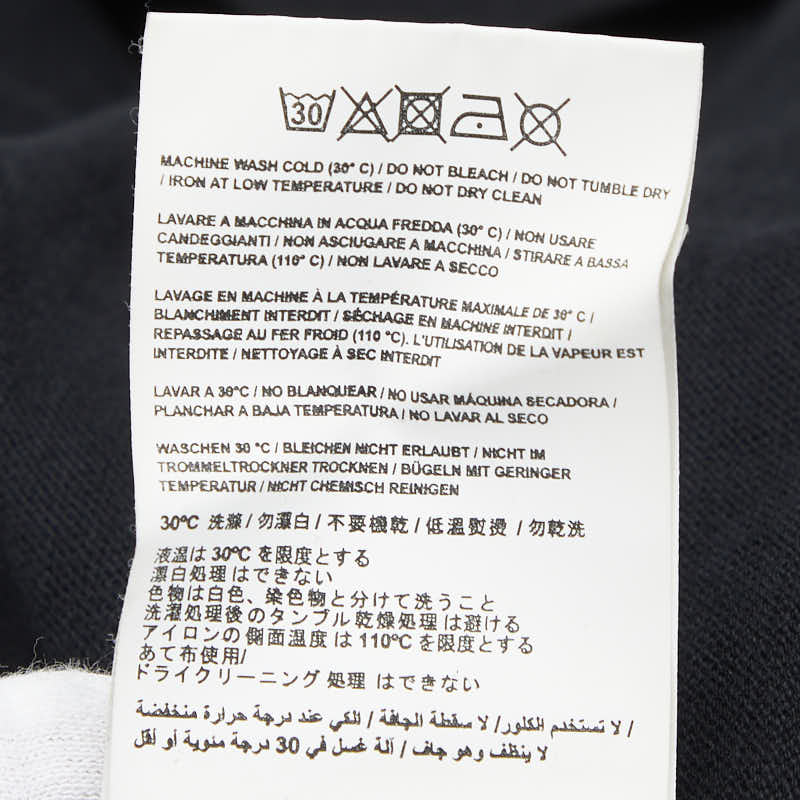 30
MACHINE WASH COLD (30° C) / DO NOT BLEACH / DO NOT TUMBLE DRY
/ IRON AT LOW TEMPERATURE / DO NOT DRY CLEAN
LAVARE A MACCHINA IN ACQUA FREDDA (30° C) / NON USARE
CANDEGGIANTI / NON ASCIUGARE A MACCHINA / STIRARE A BASSA
TEMPERATURA (110° C) / NON LAVARE A SECCO
LAVAGE EN MACHINE À LA TEMPÉRATURE MAXIMALE DE 30° C /
BLANCHIMENT INTERDIT / SÉCHAGE EN MACHINE INTERDIT /
REPASSAGE AU FER FROID (110 °C). L'UTILISATION DE LA VAPEUR EST
INTERDITE / NETTOYAGE À SEC INTERDIT
LAVAR A 30°C / NO BLANQUEAR / NO USAR MÁQUINA SECADORA /
PLANCHAR A BAJA TEMPERATURA / NO LAVAR AL SECO
WASCHEN 30 °C / BLEICHEN NICHT ERLAUBT / NICHT IM
TROMMELTROCKNER TROCKNEN / BÜGELN MIT GERINGER
TEMPERATUR / NICHT CHEMISCH REINIGEN
30ºC 洗滌 / 勿漂白 / 不要機乾 / 低溫熨燙 / 勿乾洗
液温は 30ºC を限度とする
漂白処理 はできない
色物は白色、染色物と分けて洗うこと
洗濯処理後のタンブル乾燥処理 は避ける
アイロンの側面温度 は 110ºC を限度とする
あて布使用/
ドライクリーニング 処理 はできない
/ لا تستخدم الكلور/ لا سقطة الجافة / الكي عند درجة حرارة منخفضة
لا ينظف وهو جاف / آلة غسل في 30 درجة مئوية أو أقل